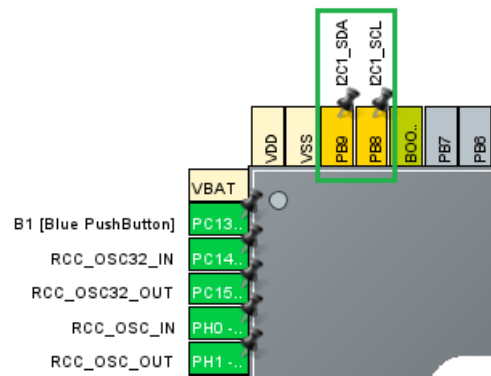 I2C1_SDA
I2C1_SCL
VDD
VSS
PB9
PB8
BOO..
PB7
PB6
VBAT
B1 [Blue PushButton] PC13..
RCC_OSC32_IN PC14..
RCC_OSC32_OUT PC15..
RCC_OSC_IN PH0 -..
RCC_OSC_OUT PH1 -..